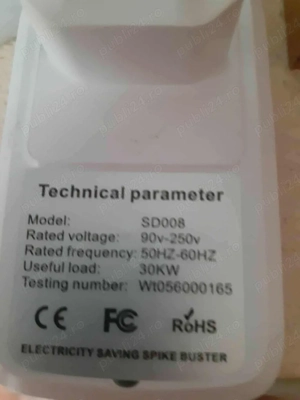 Technical parameter
Model: SD008
Rated voltage: 90v-250v
Rated frequency: 50HZ-60HZ
Useful load: 30KW
Testing number: Wt056000165
CE FC RoHS
ELECTRICITY SAVING SPIKE BUSTER